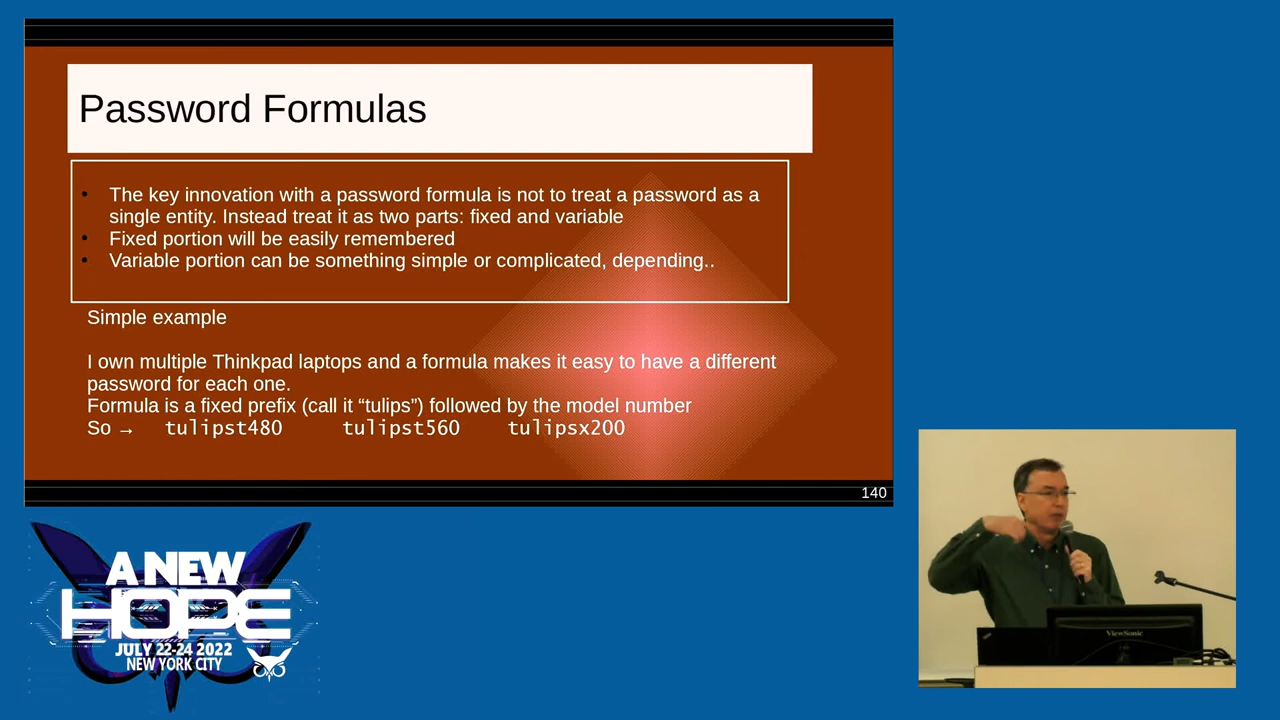 Password Formulas
• The key innovation with a password formula is not to treat a password as a
single entity. Instead treat it as two parts: fixed and variable
• Fixed portion will be easily remembered
• Variable portion can be something simple or complicated, depending..
Simple example
I own multiple Thinkpad laptops and a formula makes it easy to have a different
password for each one.
Formula is a fixed prefix (call it “tulips”) followed by the model number
So → tulipst480 tulipst560 tulipsx200
140
A NEW
HOPE
JULY 22-24 2022
NEW YORK CITY
ViewSonic